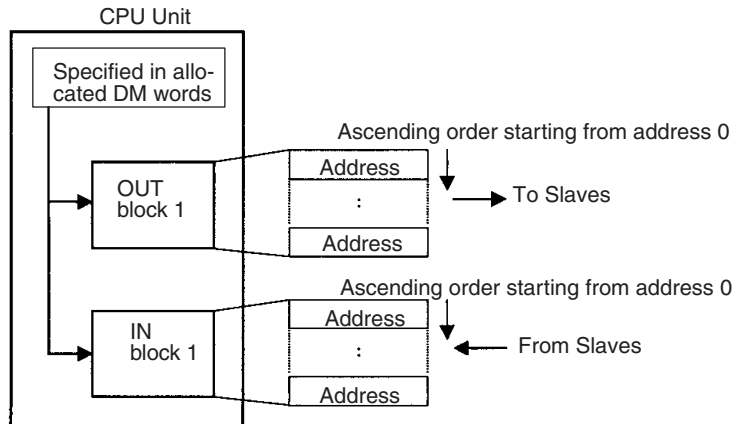 CPU Unit
Specified in allo-
cated DM words
Ascending order starting from address 0
Address
OUT
block 1
:
To Slaves
Address
Ascending order starting from address 0
Address
IN
block 1
:
From Slaves
Address